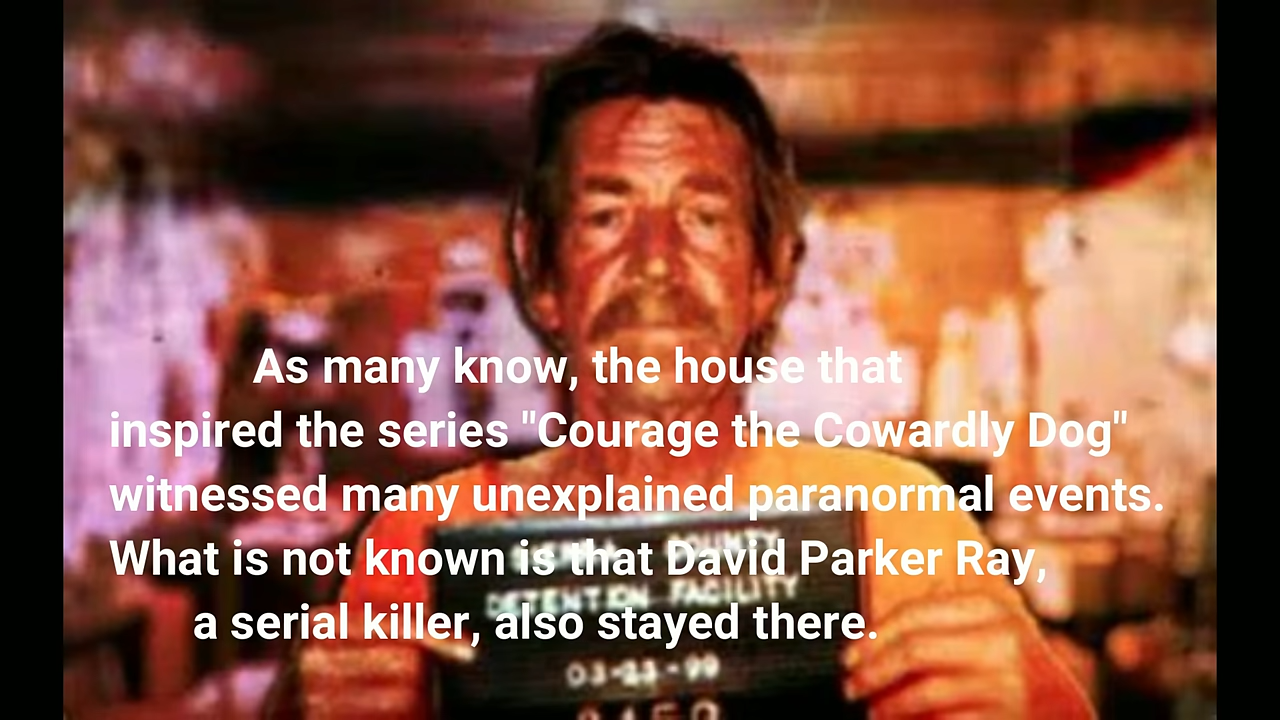 As many know, the house that
inspired the series "Courage the Cowardly Dog"
witnessed many unexplained paranormal events.
What is not known is that David Parker Ray,
a serial killer, also stayed there.
COUNTY
DETENTION FACILITY
03-23-99